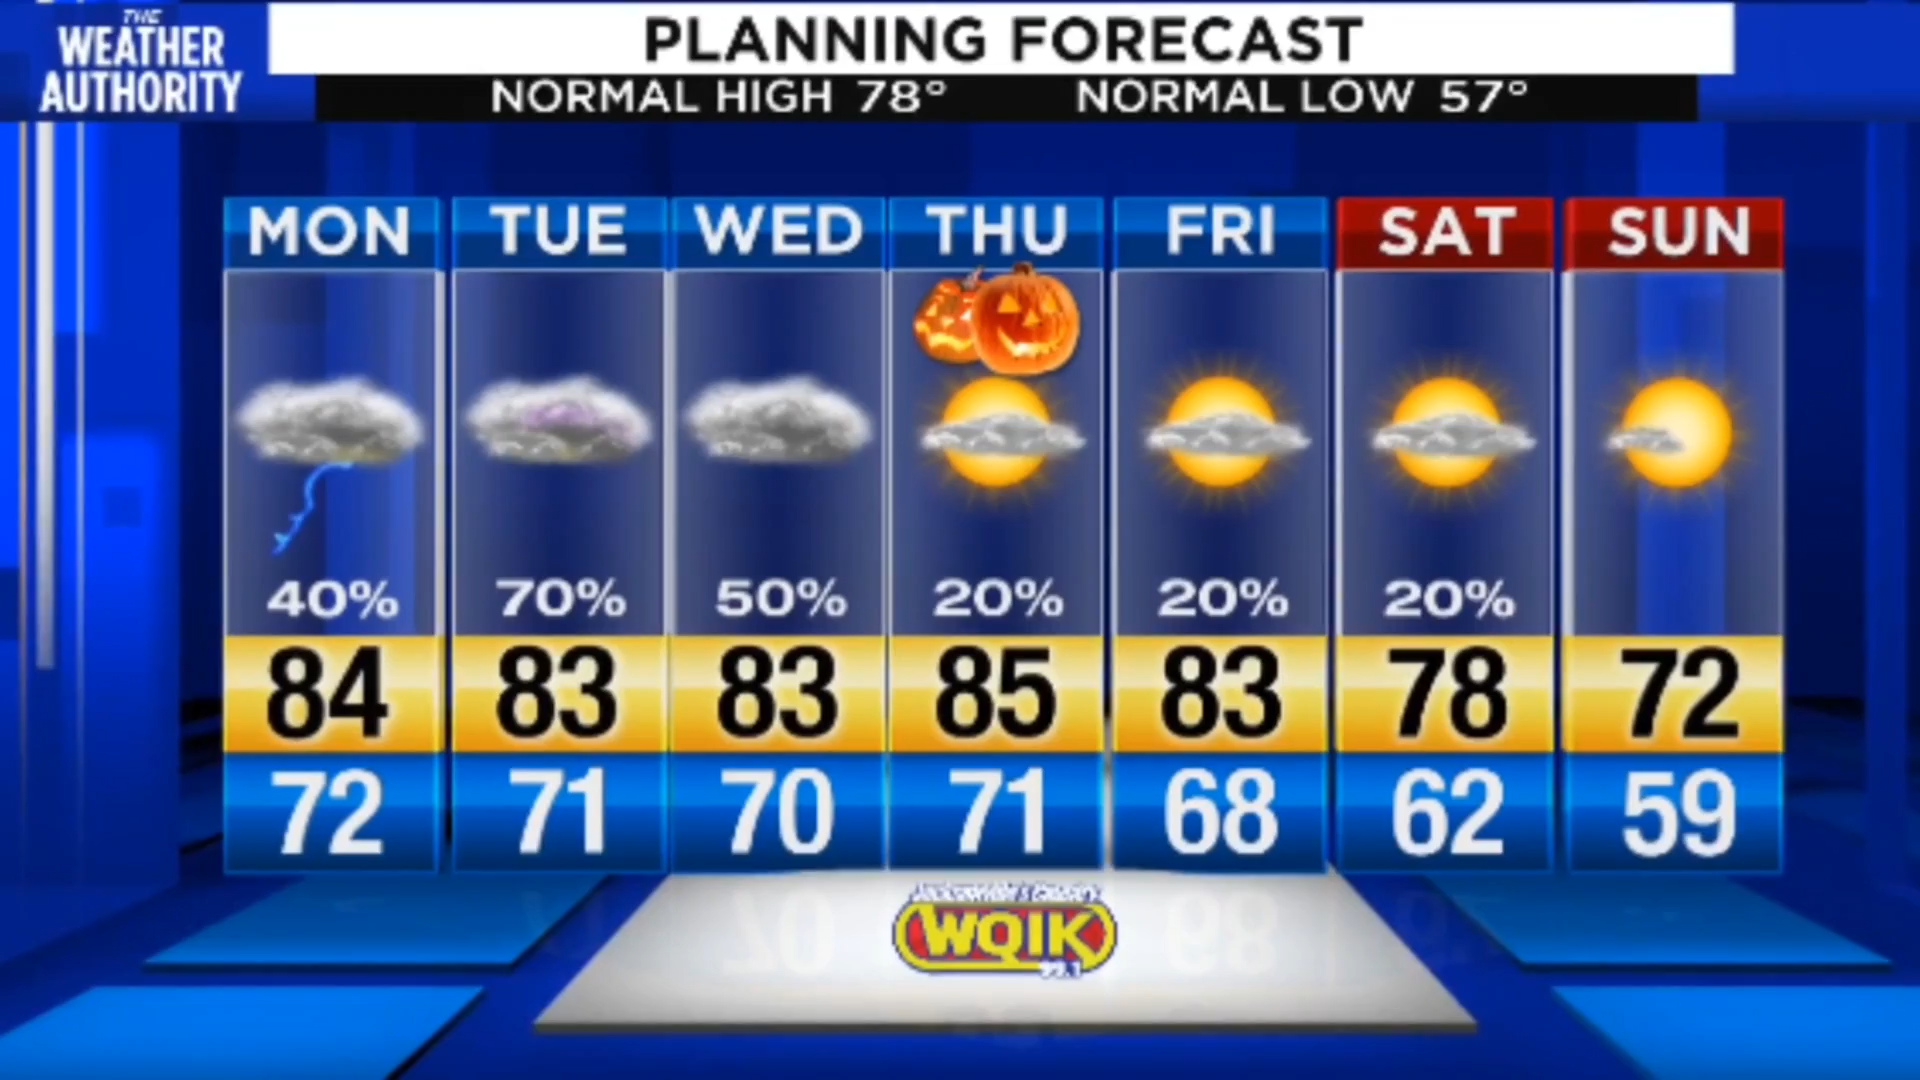 THE
WEATHER
AUTHORITY
PLANNING FORECAST
NORMAL HIGH 78° NORMAL LOW 57°
MON TUE WED THU FRI SAT SUN
40% 70% 50% 20% 20% 20%
84 83 83 85 83 78 72
72 71 70 71 68 62 59
WQIK
99.1